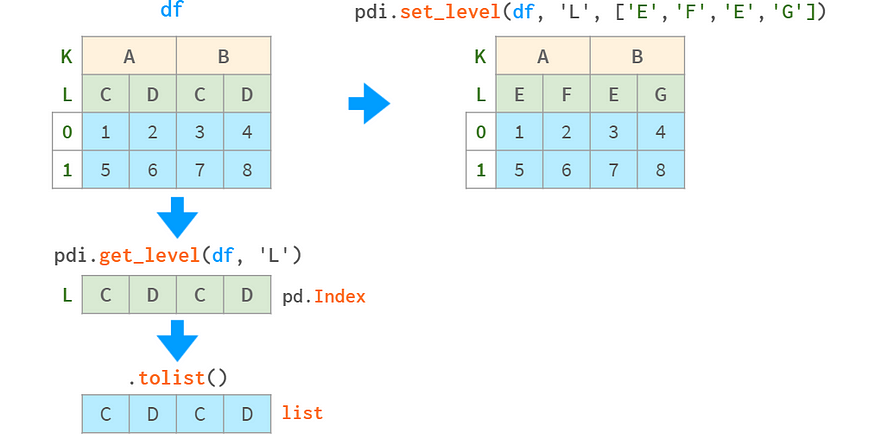 df
pdi.set_level(df, 'L', ['E','F','E','G'])
K A B
L C D C D
0 1 2 3 4
1 5 6 7 8
K A B
L E F E G
0 1 2 3 4
1 5 6 7 8
pdi.get_level(df, 'L')
L C D C D pd.Index
.tolist()
C D C D list